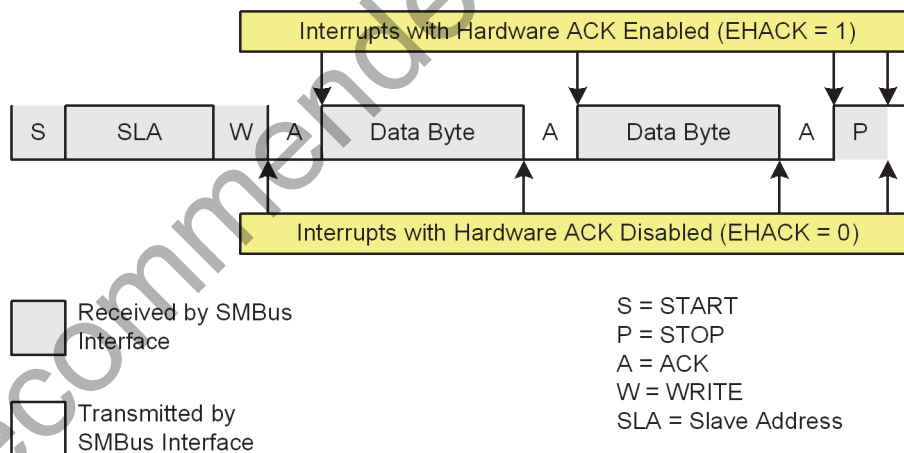 Interrupts with Hardware ACK Enabled (EHACK = 1)
S SLA W A Data Byte A Data Byte A P
Interrupts with Hardware ACK Disabled (EHACK = 0)
Received by SMBus
Interface
Transmitted by
SMBus Interface
S = START
P = STOP
A = ACK
W = WRITE
SLA = Slave Address
ecommende